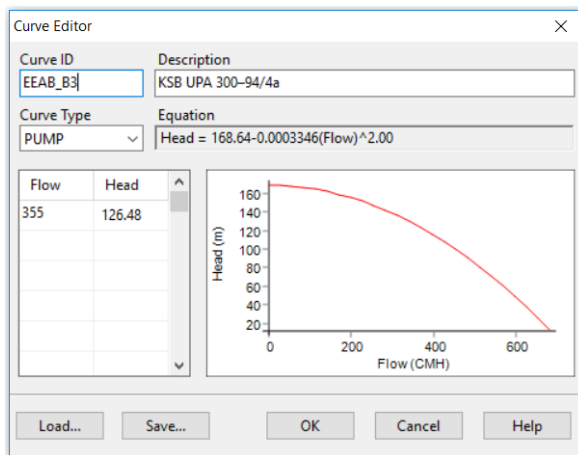 Curve Editor
Curve ID Description
EEAB_B3 KSB UPA 300–94/4a
Curve Type Equation
PUMP Head = 168.64-0.0003346(Flow)^2.00
Flow Head
355 126.48
160
140
120
100
80
60
40
20
Head (m)
0 200 400 600
Flow (CMH)
Load... Save... OK Cancel Help